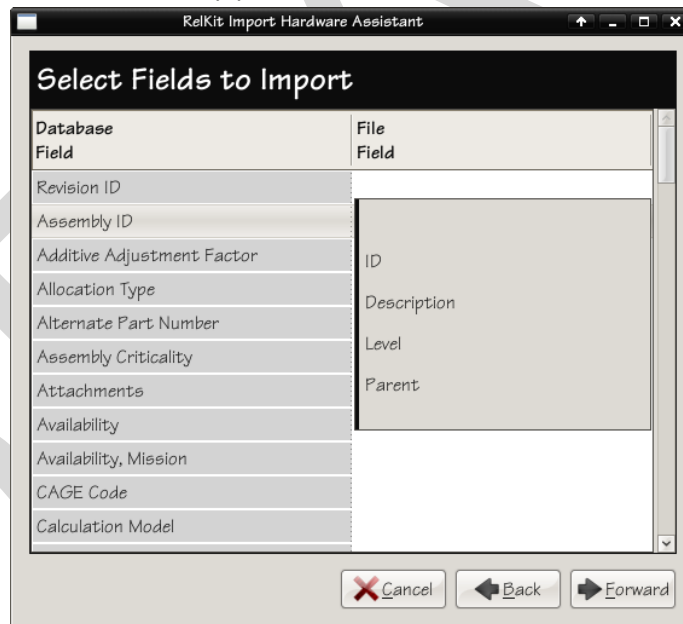 RelKit Import Hardware Assistant
Select Fields to Import
Database
Field
File
Field
Revision ID
Assembly ID
Additive Adjustment Factor
Allocation Type
Alternate Part Number
Assembly Criticality
Attachments
Availability
Availability, Mission
CAGE Code
Calculation Model
ID
Description
Level
Parent
Cancel
Back
Forward